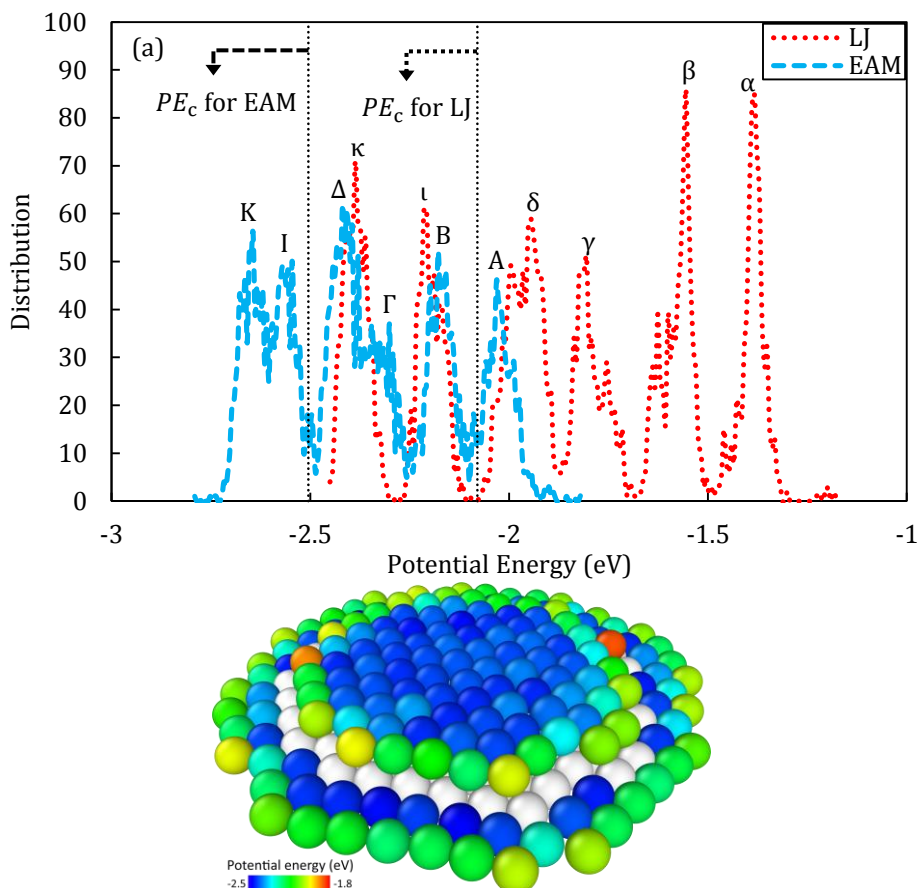 100
90
80
70
60
50
40
30
20
10
0
Distribution
(a)
PEc for EAM
PEc for LJ
LJ
EAM
K
I
Δ
κ
Γ
ι
B
A
δ
γ
β
α
-3
-2.5
-2
-1.5
-1
Potential Energy (eV)
Potential energy (eV)
-2.5
-1.8